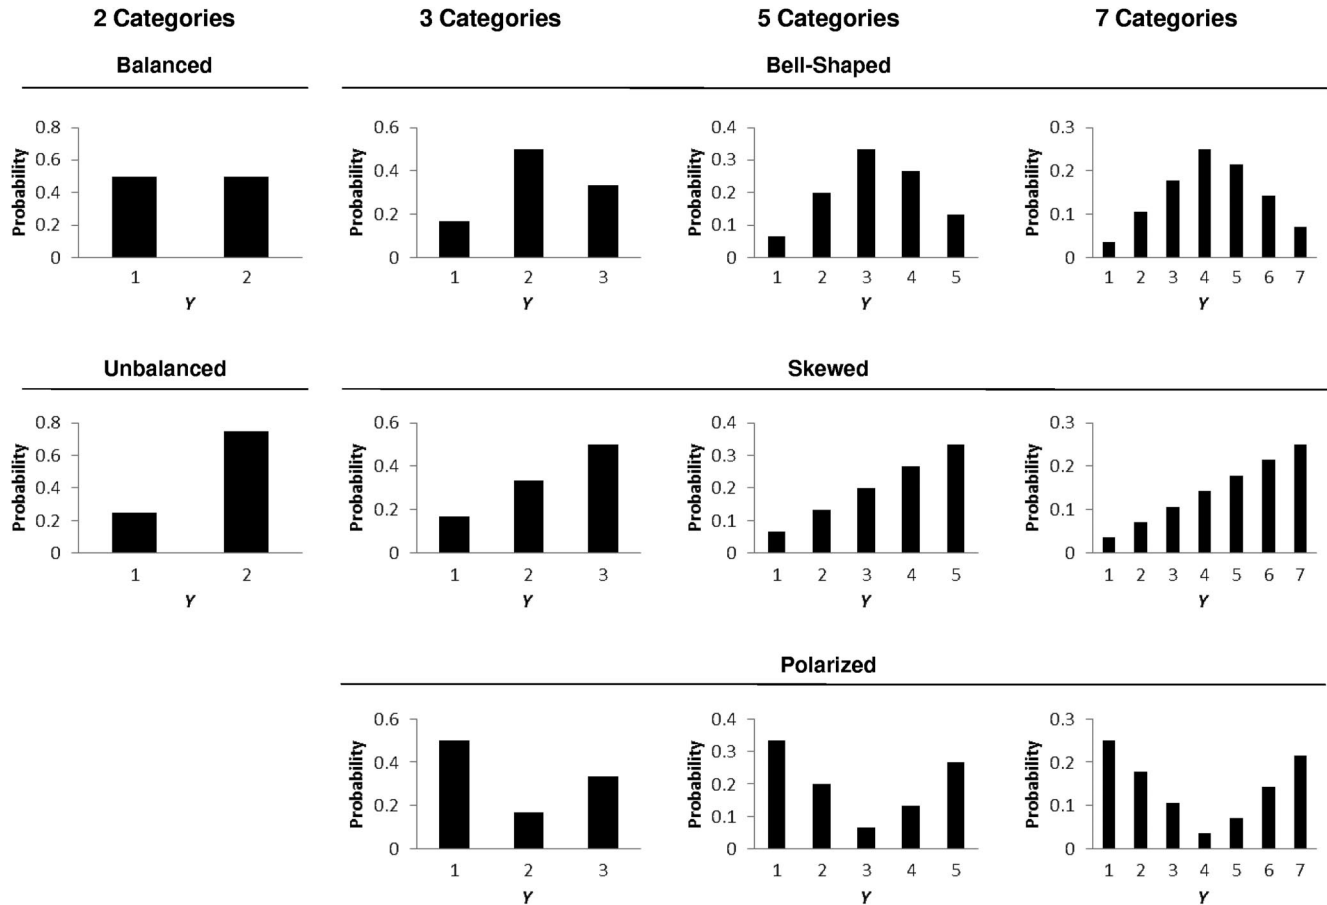 2 Categories 3 Categories 5 Categories 7 Categories
Balanced Bell-Shaped
Probability
0.8
0.6
0.4
0.2
0
1 2
Y
Probability
0.6
0.4
0.2
0
1 2 3
Y
Probability
0.4
0.3
0.2
0.1
0
1 2 3 4 5
Y
Probability
0.3
0.2
0.1
0
1 2 3 4 5 6 7
Y
Unbalanced Skewed
Probability
0.8
0.6
0.4
0.2
0
1 2
Y
Probability
0.6
0.4
0.2
0
1 2 3
Y
Probability
0.4
0.3
0.2
0.1
0
1 2 3 4 5
Y
Probability
0.3
0.2
0.1
0
1 2 3 4 5 6 7
Y
Polarized
Probability
0.6
0.4
0.2
0
1 2 3
Y
Probability
0.4
0.3
0.2
0.1
0
1 2 3 4 5
Y
Probability
0.3
0.2
0.1
0
1 2 3 4 5 6 7
Y